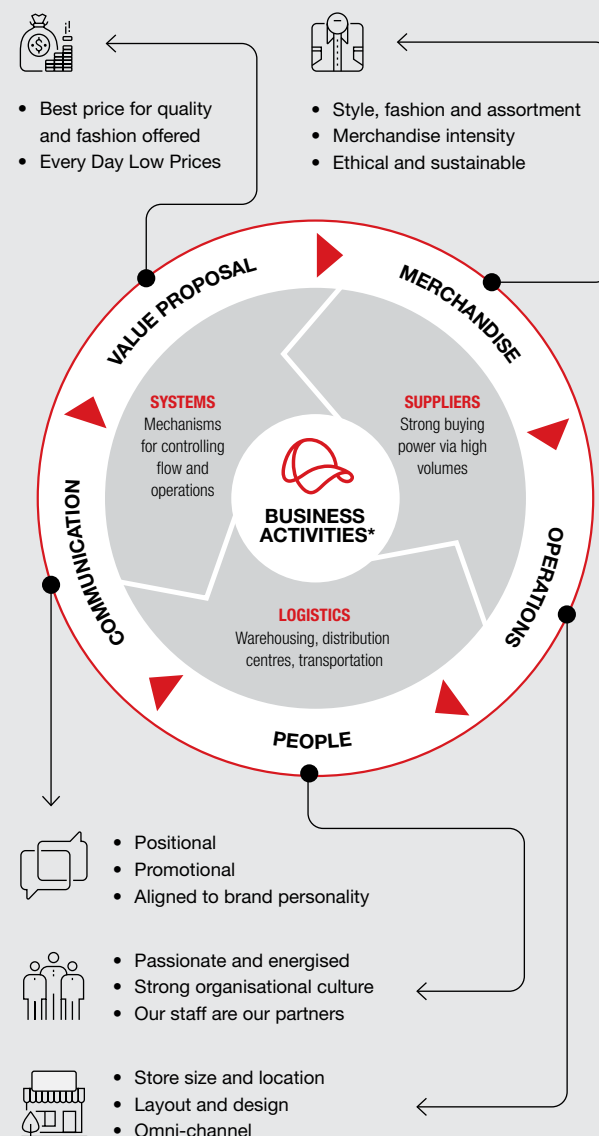 • Best price for quality
and fashion offered
• Every Day Low Prices
• Style, fashion and assortment
• Merchandise intensity
• Ethical and sustainable
VALUE PROPOSAL
MERCHANDISE
SYSTEMS
Mechanisms
for controlling
flow and
operations
SUPPLIERS
Strong buying
power via high
volumes
BUSINESS
ACTIVITIES*
COMMUNICATION
OPERATIONS
LOGISTICS
Warehousing, distribution
centres, transportation
PEOPLE
• Positional
• Promotional
• Aligned to brand personality
• Passionate and energised
• Strong organisational culture
• Our staff are our partners
• Store size and location
• Layout and design
• Omni-channel